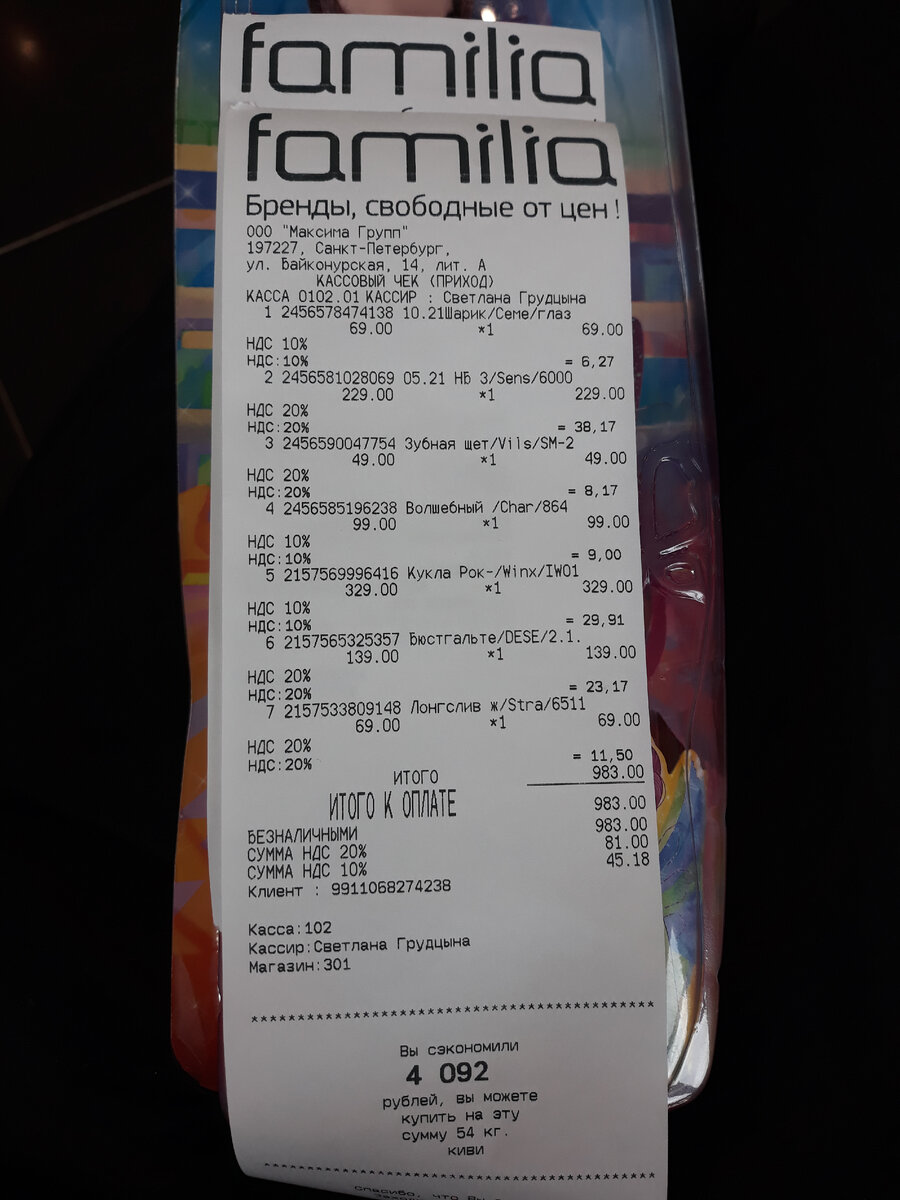 familia
familia
Бренды, свободные от цен!
ООО "Максима Групп"
197227, Санкт-Петербург,
ул. Байконурская, 14, лит. А
КАССОВЫЙ ЧЕК (ПРИХОД)
КАССА 0102.01 КАССИР : Светлана Грудцына
1 2456578474138 10.21Шарик/Семе/глаз
69.00 *1 69.00
НДС 10%
НДС:10% = 6,27
2 2456581028069 05.21 НБ 3/Sens/6000
229.00 *1 229.00
НДС 20%
НДС:20% = 38,17
3 2456590047754 Зубная щет/Vils/SM-2
49.00 *1 49.00
НДС 20%
НДС:20% = 8,17
4 2456585196238 Волшебный /Char/864
99.00 *1 99.00
НДС 10%
НДС:10% = 9,00
5 2157569996416 Кукла Рок-/Winx/IW01
329.00 *1 329.00
НДС 10%
НДС:10% = 29,91
6 2157565325357 Бюстгальте/DESE/2.1.
139.00 *1 139.00
НДС 20%
НДС:20% = 23,17
7 2157533809148 Лонгслив ж/Stra/6511
69.00 *1 69.00
НДС 20%
НДС:20% = 11,50
ИТОГО 983.00
ИТОГО К ОПЛАТЕ 983.00
БЕЗНАЛИЧНЫМИ 983.00
СУММА НДС 20% 81.00
СУММА НДС 10% 45.18
Клиент : 9911068274238
Касса:102
Кассир:Светлана Грудцына
Магазин:301
*******************************************
Вы сэкономили
4 092
рублей, вы можете
купить на эту
сумму 54 кг.
киви
*******************************************